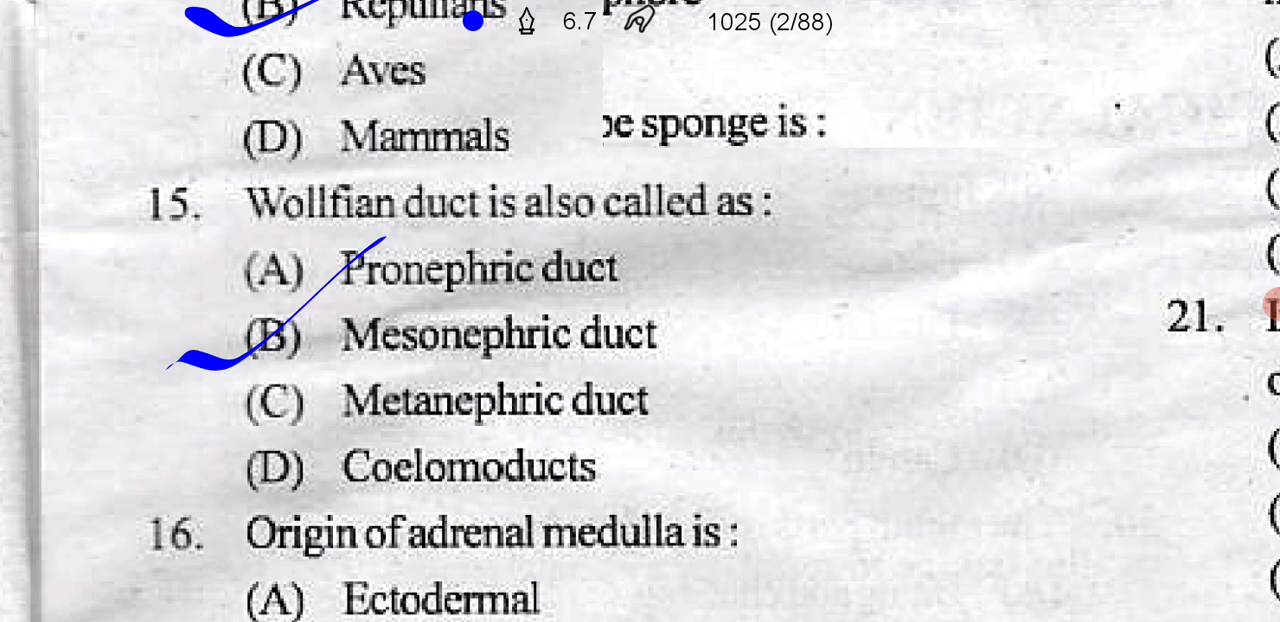 (B) Reptilians
6.7 1025 (2/88)
(C) Aves
(D) Mammals
sponge is :
15. Wollfian duct is also called as :
(A) Pronephric duct
(B) Mesonephric duct
(C) Metanephric duct
(D) Coelomoducts
16. Origin of adrenal medulla is :
(A) Ectodermal
21.